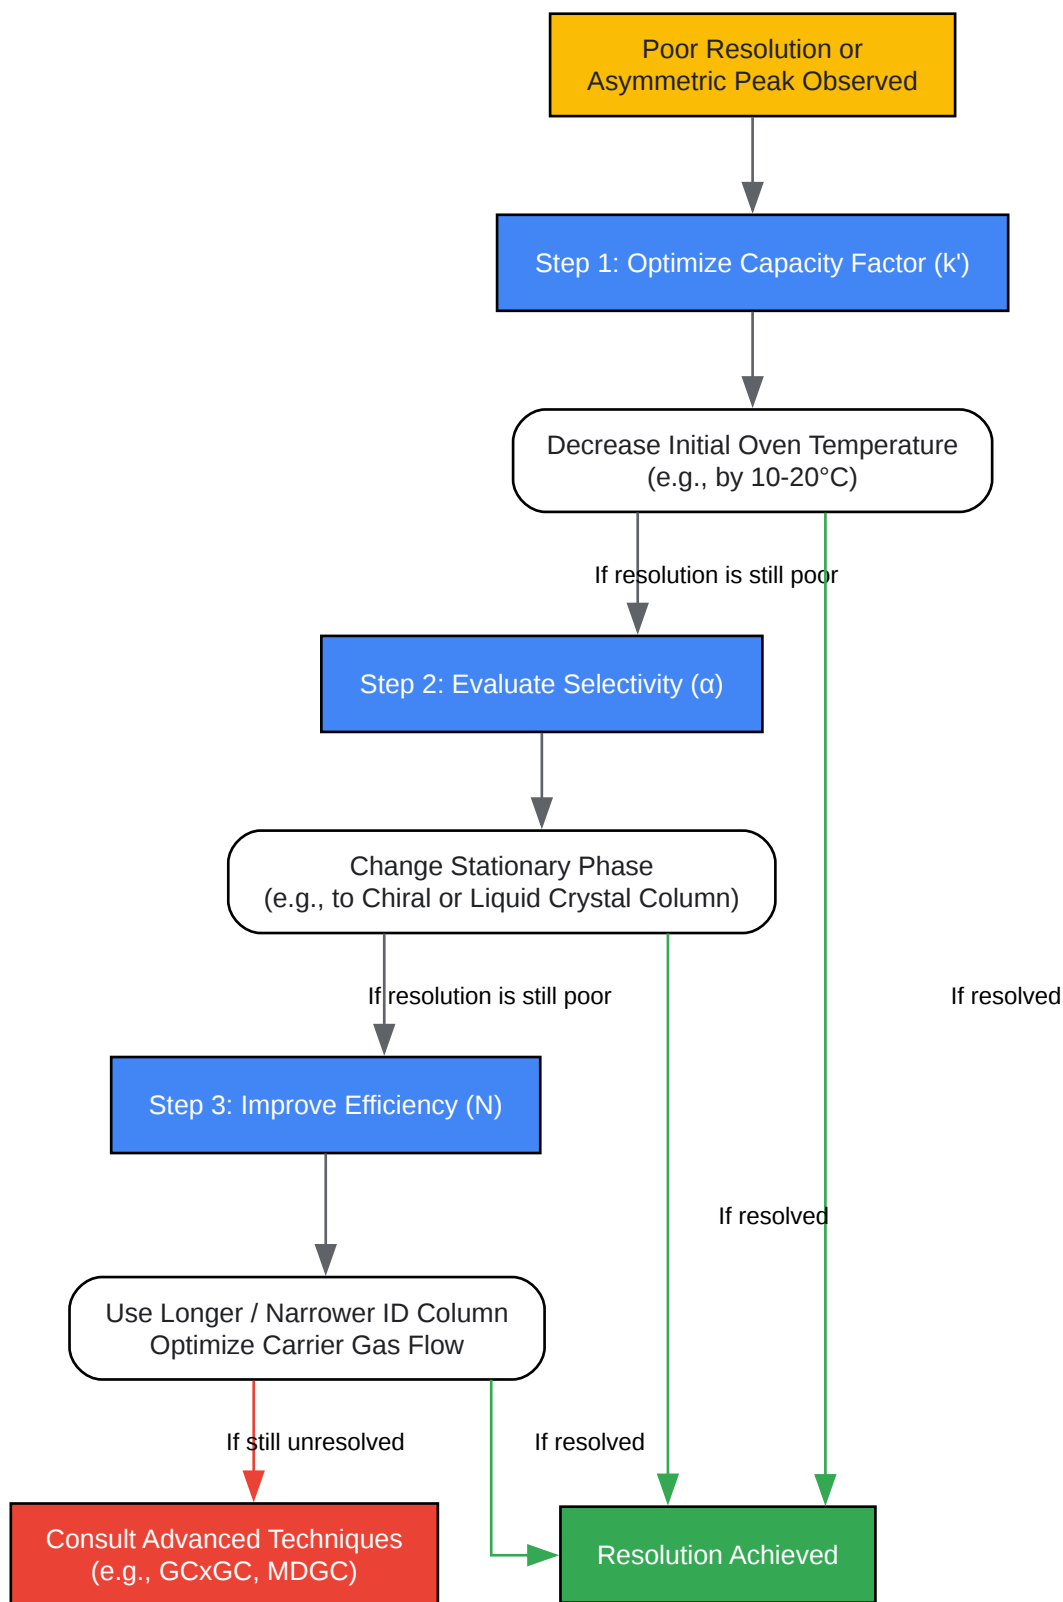 Poor Resolution or
Asymmetric Peak Observed
Step 1: Optimize Capacity Factor (k')
Decrease Initial Oven Temperature
(e.g., by 10-20°C)
If resolution is still poor
Step 2: Evaluate Selectivity (α)
Change Stationary Phase
(e.g., to Chiral or Liquid Crystal Column)
If resolution is still poor
If resolved
Step 3: Improve Efficiency (N)
If resolved
Use Longer / Narrower ID Column
Optimize Carrier Gas Flow
If still unresolved
If resolved
Consult Advanced Techniques
(e.g., GCxGC, MDGC)
Resolution Achieved